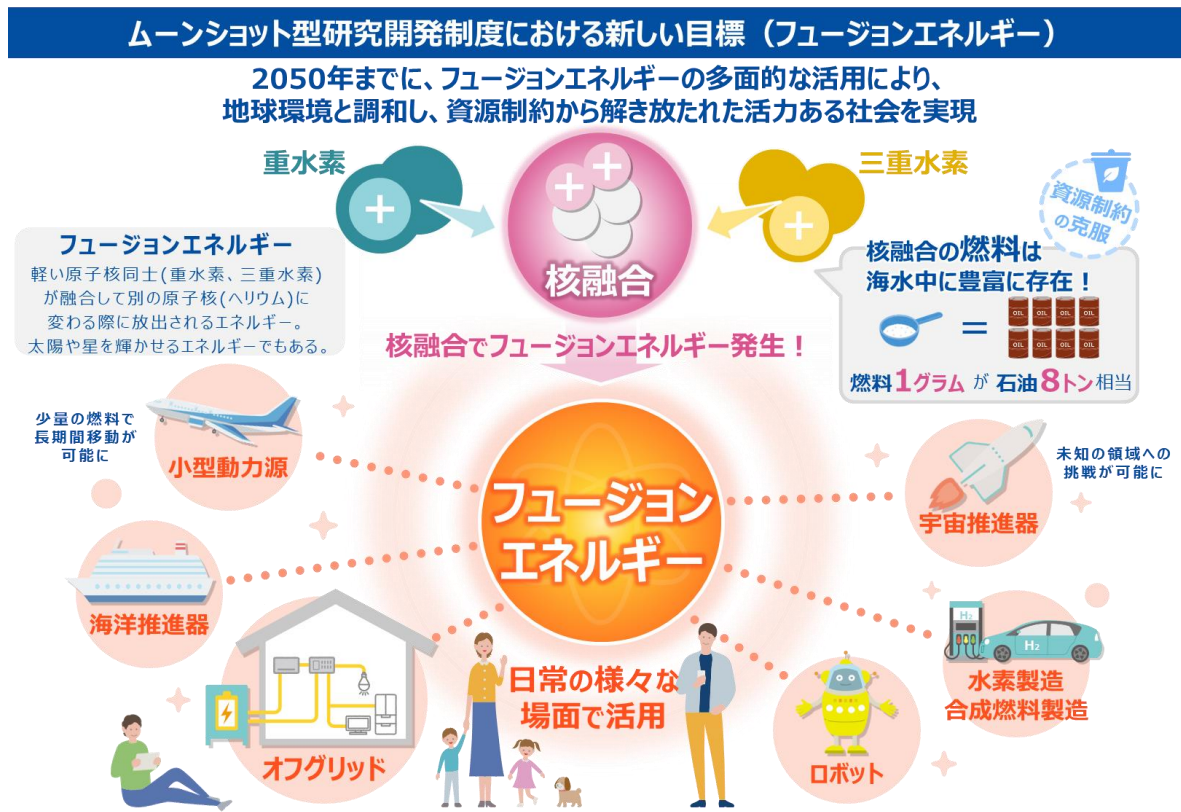 ムーンショット型研究開発制度における新しい目標（フュージョンエネルギー）
2050年までに、フュージョンエネルギーの多面的な活用により、
地球環境と調和し、資源制約から解き放たれた活力ある社会を実現
重水素
三重水素
核融合
資源制約
の克服
フュージョンエネルギー
軽い原子核同士(重水素、三重水素)
が融合して別の原子核(ヘリウム)に
変わる際に放出されるエネルギー。
太陽や星を輝かせるエネルギーでもある。
核融合の燃料は
海水中に豊富に存在！
=
OIL OIL OIL OIL
OIL OIL OIL OIL
燃料1グラム が 石油8トン相当
核融合でフュージョンエネルギー発生！
少量の燃料で
長期間移動が
可能に
小型動力源
未知の領域への
挑戦が可能に
宇宙推進器
フュージョン
エネルギー
海洋推進器
H2
H2
水素製造
合成燃料製造
日常の様々な
場面で活用
オフグリッド
ロボット